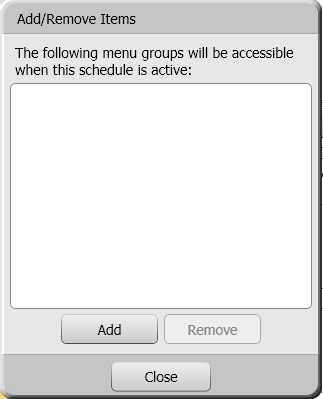 Add/Remove Items
The following menu groups will be accessible
when this schedule is active:
Add
Remove
Close